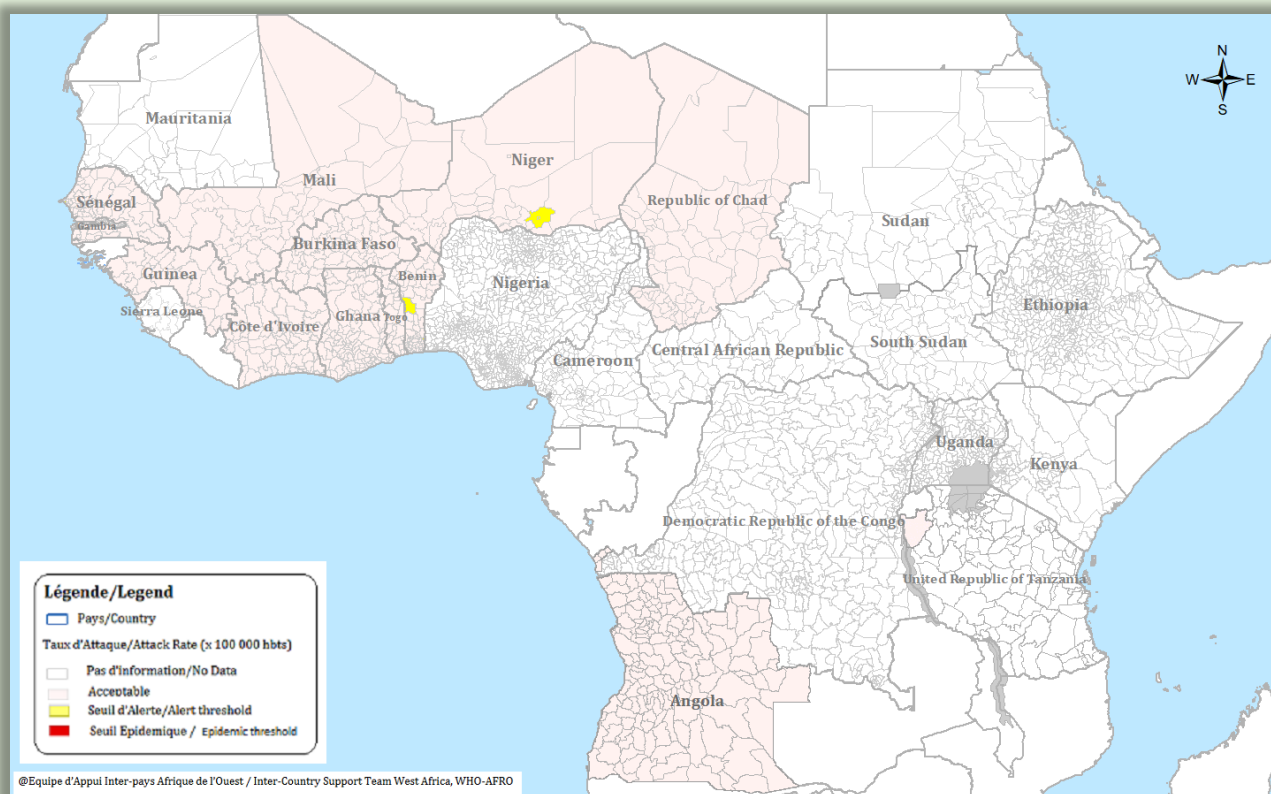 N
W E
S
Mauritania
Niger
Mali
Republic of Chad
Sénégal
Gambia
Sudan
Burkina Faso
Guinea
Benin
Nigeria
Ethiopia
Sierra Leone
Côte d'Ivoire
Ghana
Togo
South Sudan
Central African Republic
Cameroon
Uganda
Kenya
Democratic Republic of the Congo
United Republic of Tanzania
Angola
Légende/Legend
Pays/Country
Taux d'Attaque/Attack Rate (x 100 000 hbts)
Pas d'information/No Data
Acceptable
Seuil d'Alerte/Alert threshold
Seuil Epidemique / Epidemic threshold
@Equipe d'Appui Inter-pays Afrique de l'Ouest / Inter-Country Support Team West Africa, WHO-AFRO